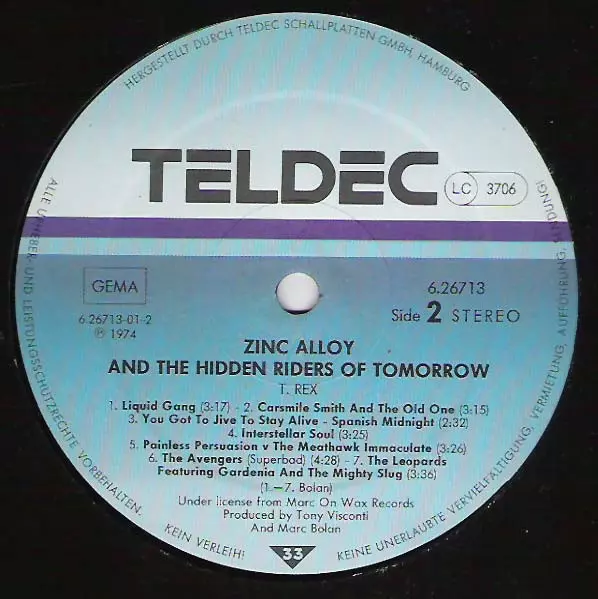 HERGESTELLT DURCH TELDEC SCHALLPLATTEN GMBH, HAMBURG
TELDEC
LC 3706
GEMA
6.26713-01-2
℗ 1974
6.26713
Side 2 STEREO
ZINC ALLOY
AND THE HIDDEN RIDERS OF TOMORROW
T. REX
1. Liquid Gang (3:17) - 2. Carsmile Smith And The Old One (3:15)
3. You Got To Jive To Stay Alive - Spanish Midnight (2:32)
4. Interstellar Soul (3:25)
5. Painless Persuasion v The Meathawk Immaculate (3:26)
6. The Avengers (Superbad) (4:28) - 7. The Leopards
Featuring Gardenia And The Mighty Slug (3:36)
(1.–7. Bolan)
Under license from Marc On Wax Records
Produced by Tony Visconti
And Marc Bolan
33
ALLE URHEBER- UND LEISTUNGSSCHUTZRECHTE VORBEHALTEN.
KEIN VERLEIH!
KEINE UNERLAUBTE VERVIELFÄLTIGUNG, VERMIETUNG, AUFFÜHRUNG, SENDUNG!